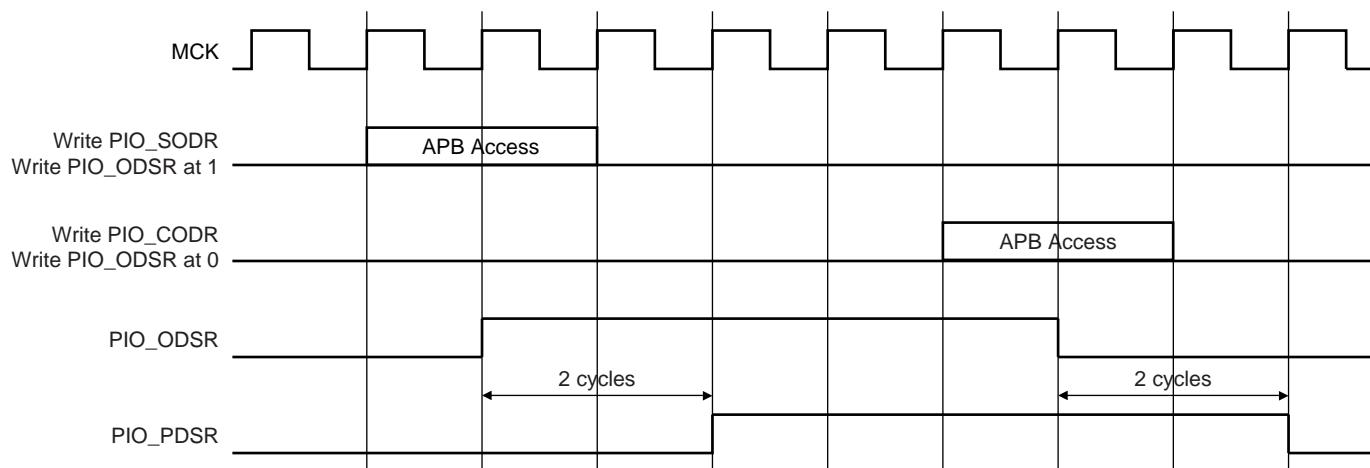 MCK
Write PIO_SODR
Write PIO_ODSR at 1
APB Access
Write PIO_CODR
Write PIO_ODSR at 0
APB Access
PIO_ODSR
2 cycles
2 cycles
PIO_PDSR